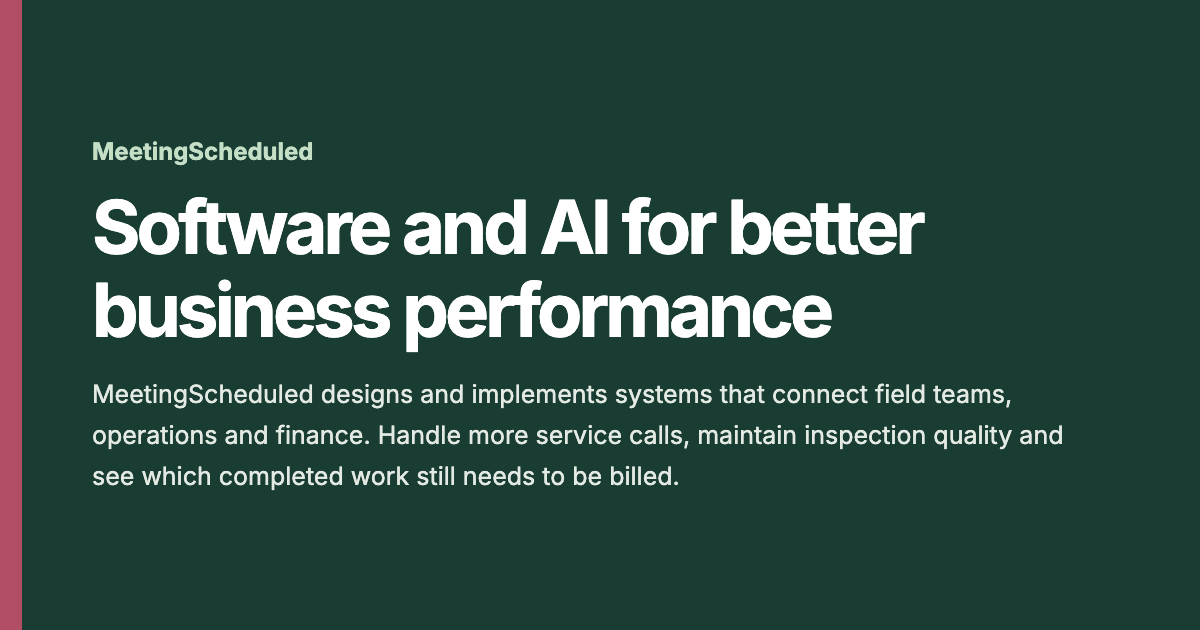 MeetingScheduled
Software and AI for better
business performance
MeetingScheduled designs and implements systems that connect field teams,
operations and finance. Handle more service calls, maintain inspection quality and
see which completed work still needs to be billed.